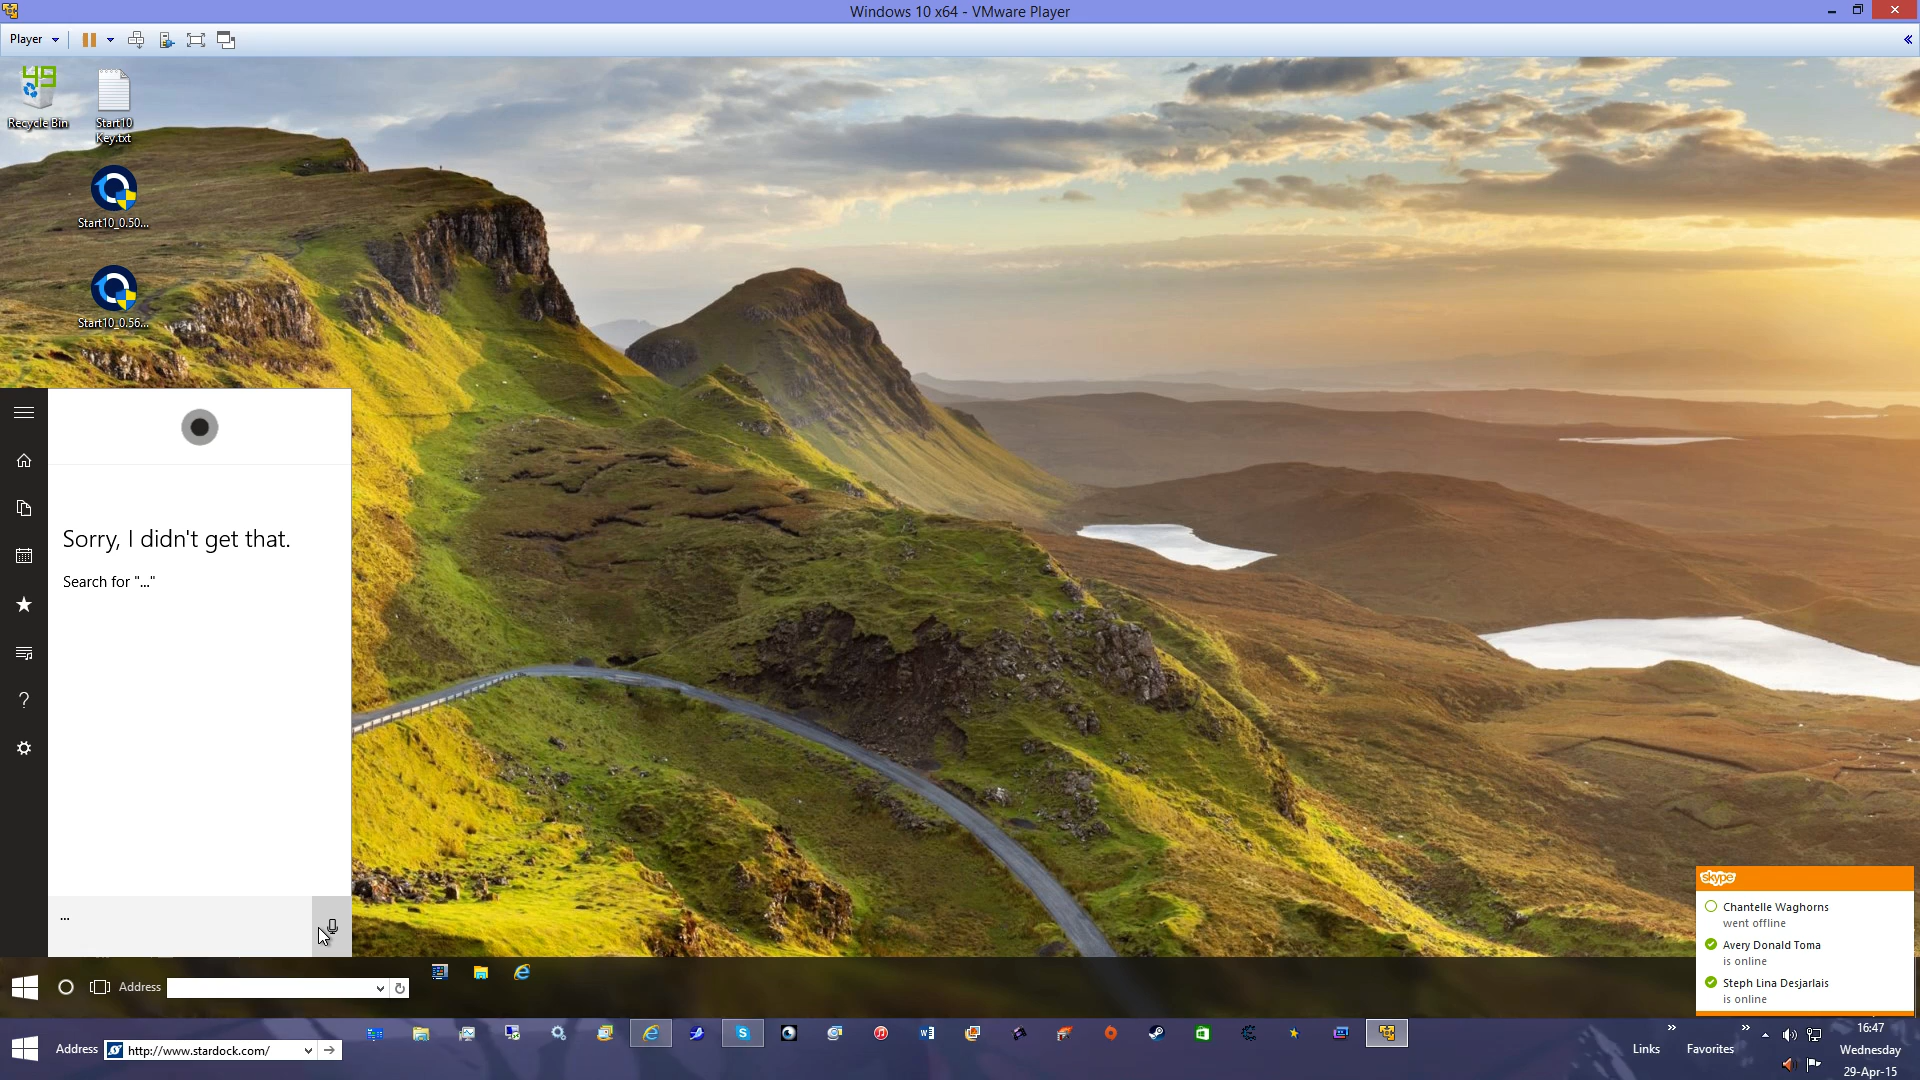 Windows 10 x64 - VMware Player
Player
49
Recycle Bin
Start10
Key.txt
Start10_0.50...
Start10_0.56...
Sorry, I didn't get that.
Search for "..."
...
skype
Chantelle Waghorns
went offline
Avery Donald Toma
is online
Steph Lina Desjarlais
is online
Address
Address
http://www.stardock.com/
Links
Favorites
16:47
Wednesday
29-Apr-15